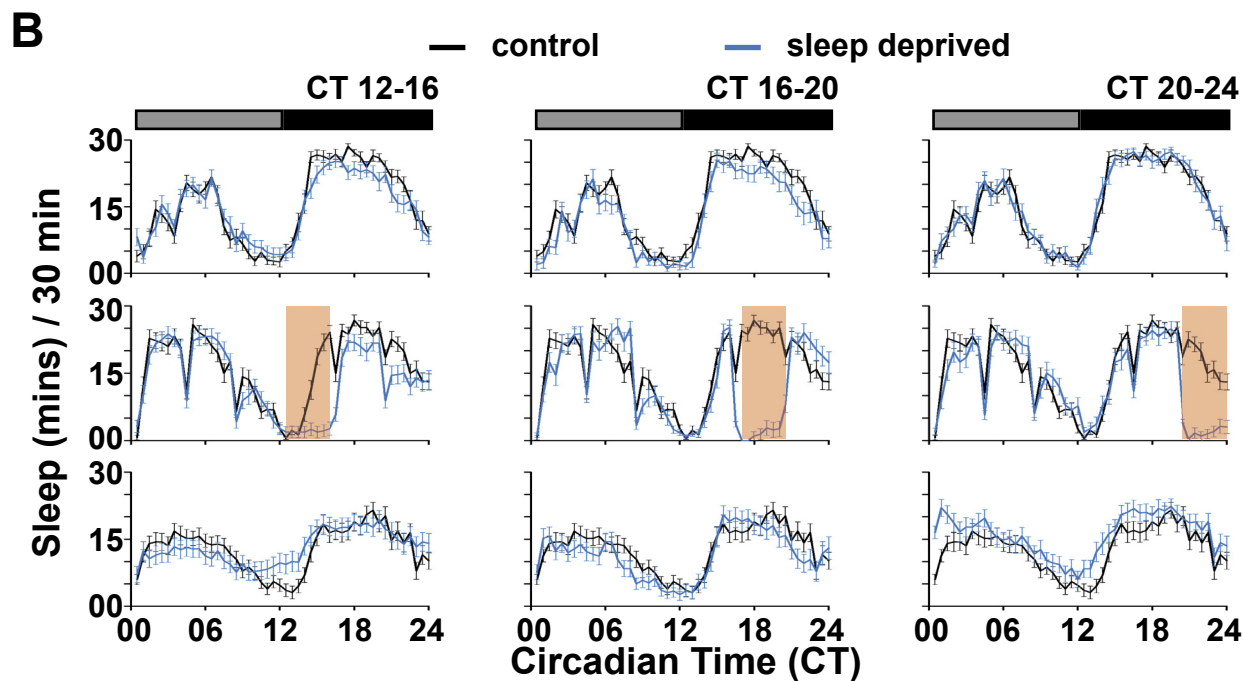 B
control
sleep deprived
CT 12-16
CT 16-20
CT 20-24
Sleep (mins) / 30 min
30
15
00
30
15
00
30
15
00
00 06 12 18 24
00 06 12 18 24
00 06 12 18 24
Circadian Time (CT)